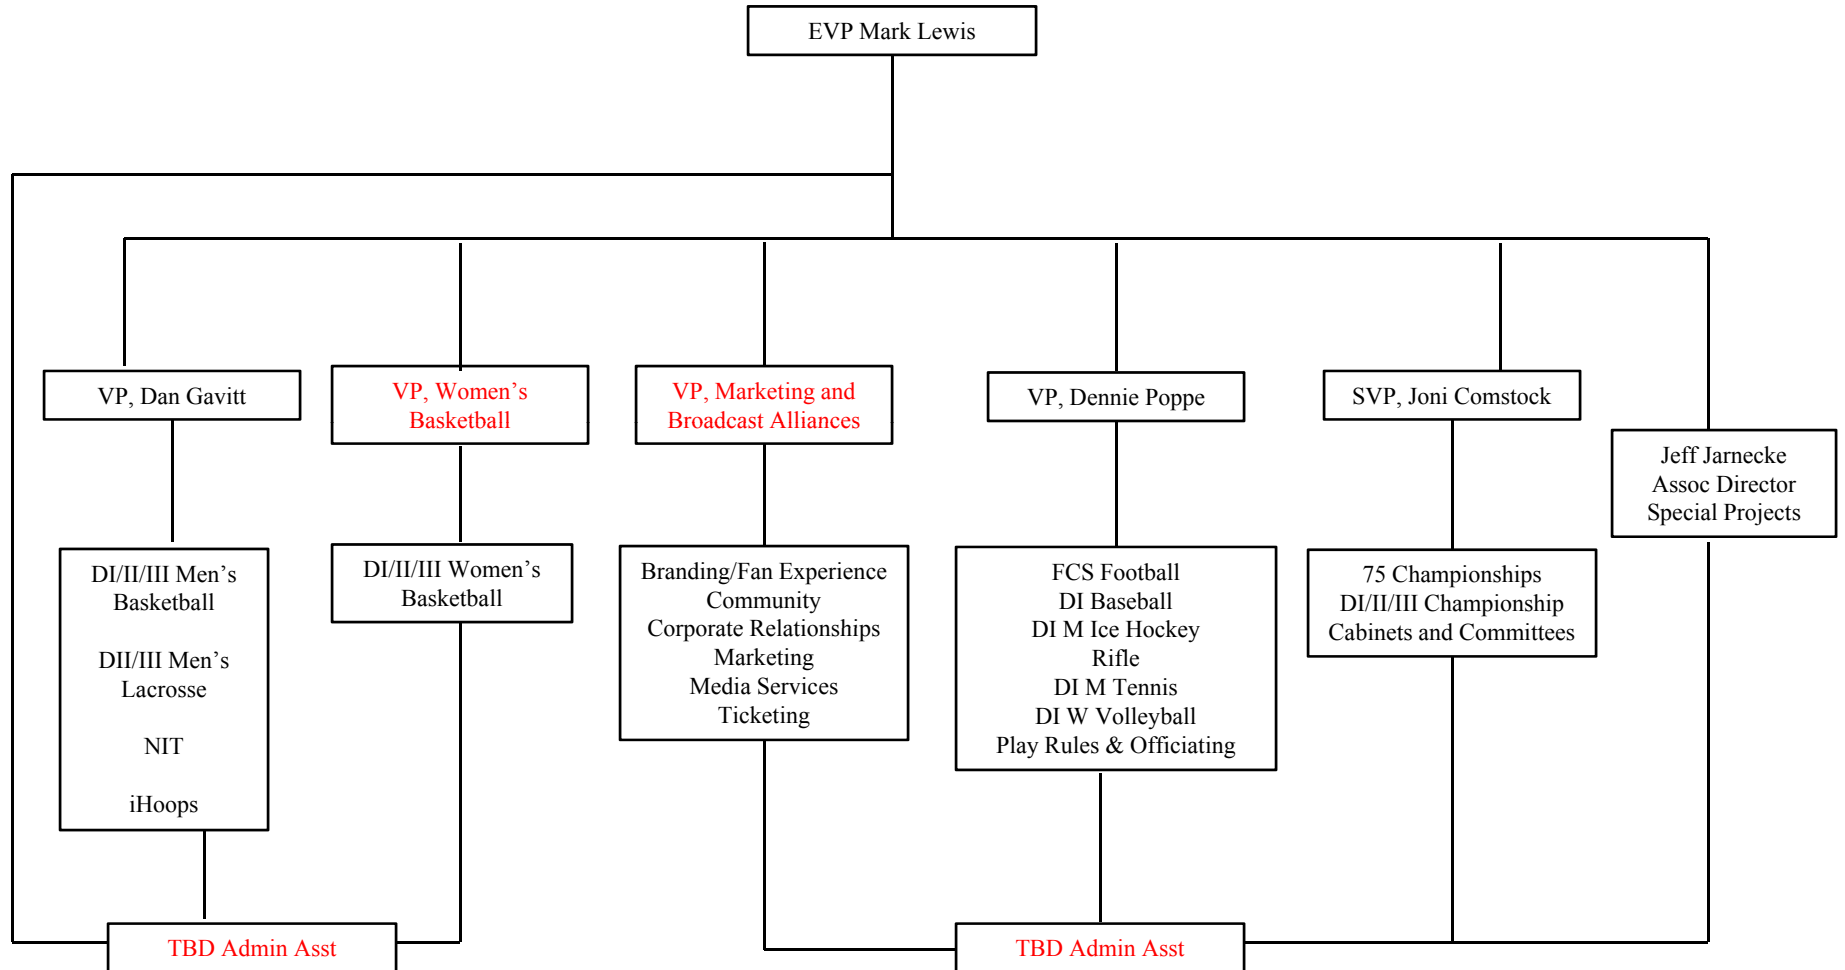 EVP Mark Lewis
VP, Dan Gavitt
VP, Women’s
Basketball
VP, Marketing and
Broadcast Alliances
VP, Dennie Poppe
SVP, Joni Comstock
Jeff Jarnecke
Assoc Director
Special Projects
DI/II/III Men’s
Basketball
DII/III Men’s
Lacrosse
NIT
iHoops
DI/II/III Women’s
Basketball
Branding/Fan Experience
Community
Corporate Relationships
Marketing
Media Services
Ticketing
FCS Football
DI Baseball
DI M Ice Hockey
Rifle
DI M Tennis
DI W Volleyball
Play Rules & Officiating
75 Championships
DI/II/III Championship
Cabinets and Committees
TBD Admin Asst
TBD Admin Asst